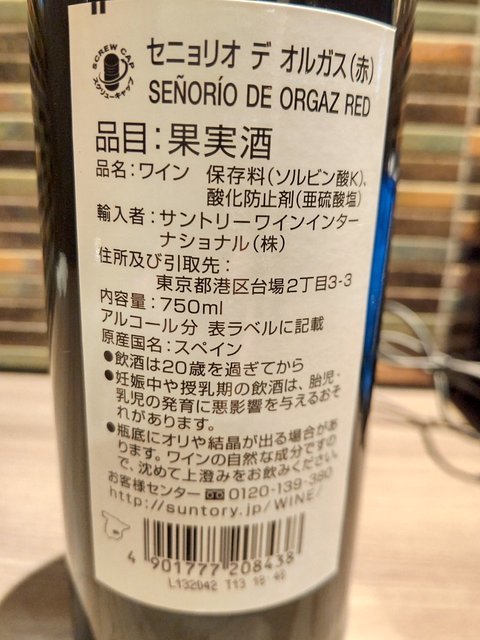 SCREW CAP
スクリューキャップ
セニョリオ デ オルガス(赤)
SEÑORÍO DE ORGAZ RED
品目:果実酒
品名:ワイン 保存料(ソルビン酸K)、
酸化防止剤(亜硫酸塩)
輸入者:サントリーワインインター
ナショナル(株)
住所及び引取先:
東京都港区台場2丁目3-3
内容量:750ml
アルコール分 表ラベルに記載
原産国名:スペイン
●飲酒は20歳を過ぎてから
●妊娠中や授乳期の飲酒は、胎児・
乳児の発育に悪影響を与えるおそ
れがあります。
●瓶底にオリや結晶が出る場合があ
ります。ワインの自然な成分ですの
で、沈めて上澄みをお飲みください。
お客様センター 0120-139-380
http://suntory.jp/WINE/
4 901777 208438